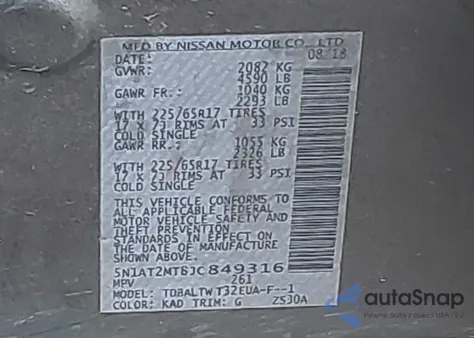 MFD BY NISSAN MOTOR CO., LTD
DATE: 08/18
GVWR: 2082 KG
4590 LB
GAWR FR.: 1040 KG
2293 LB
WITH 225/65R17 TIRES
17 X 7J RIMS AT 33 PSI
COLD SINGLE
GAWR RR.: 1055 KG
2326 LB
WITH 225/65R17 TIRES
17 X 7J RIMS AT 33 PSI
COLD SINGLE
THIS VEHICLE CONFORMS TO
ALL APPLICABLE FEDERAL
MOTOR VEHICLE SAFETY AND
THEFT PREVENTION
STANDARDS IN EFFECT ON
THE DATE OF MANUFACTURE
SHOWN ABOVE.
5N1AT2MT8JC849316
MPV 261
MODEL: TDBALTW T32EUA-F--1
COLOR: KAD TRIM: G ZS30A
autoSnap